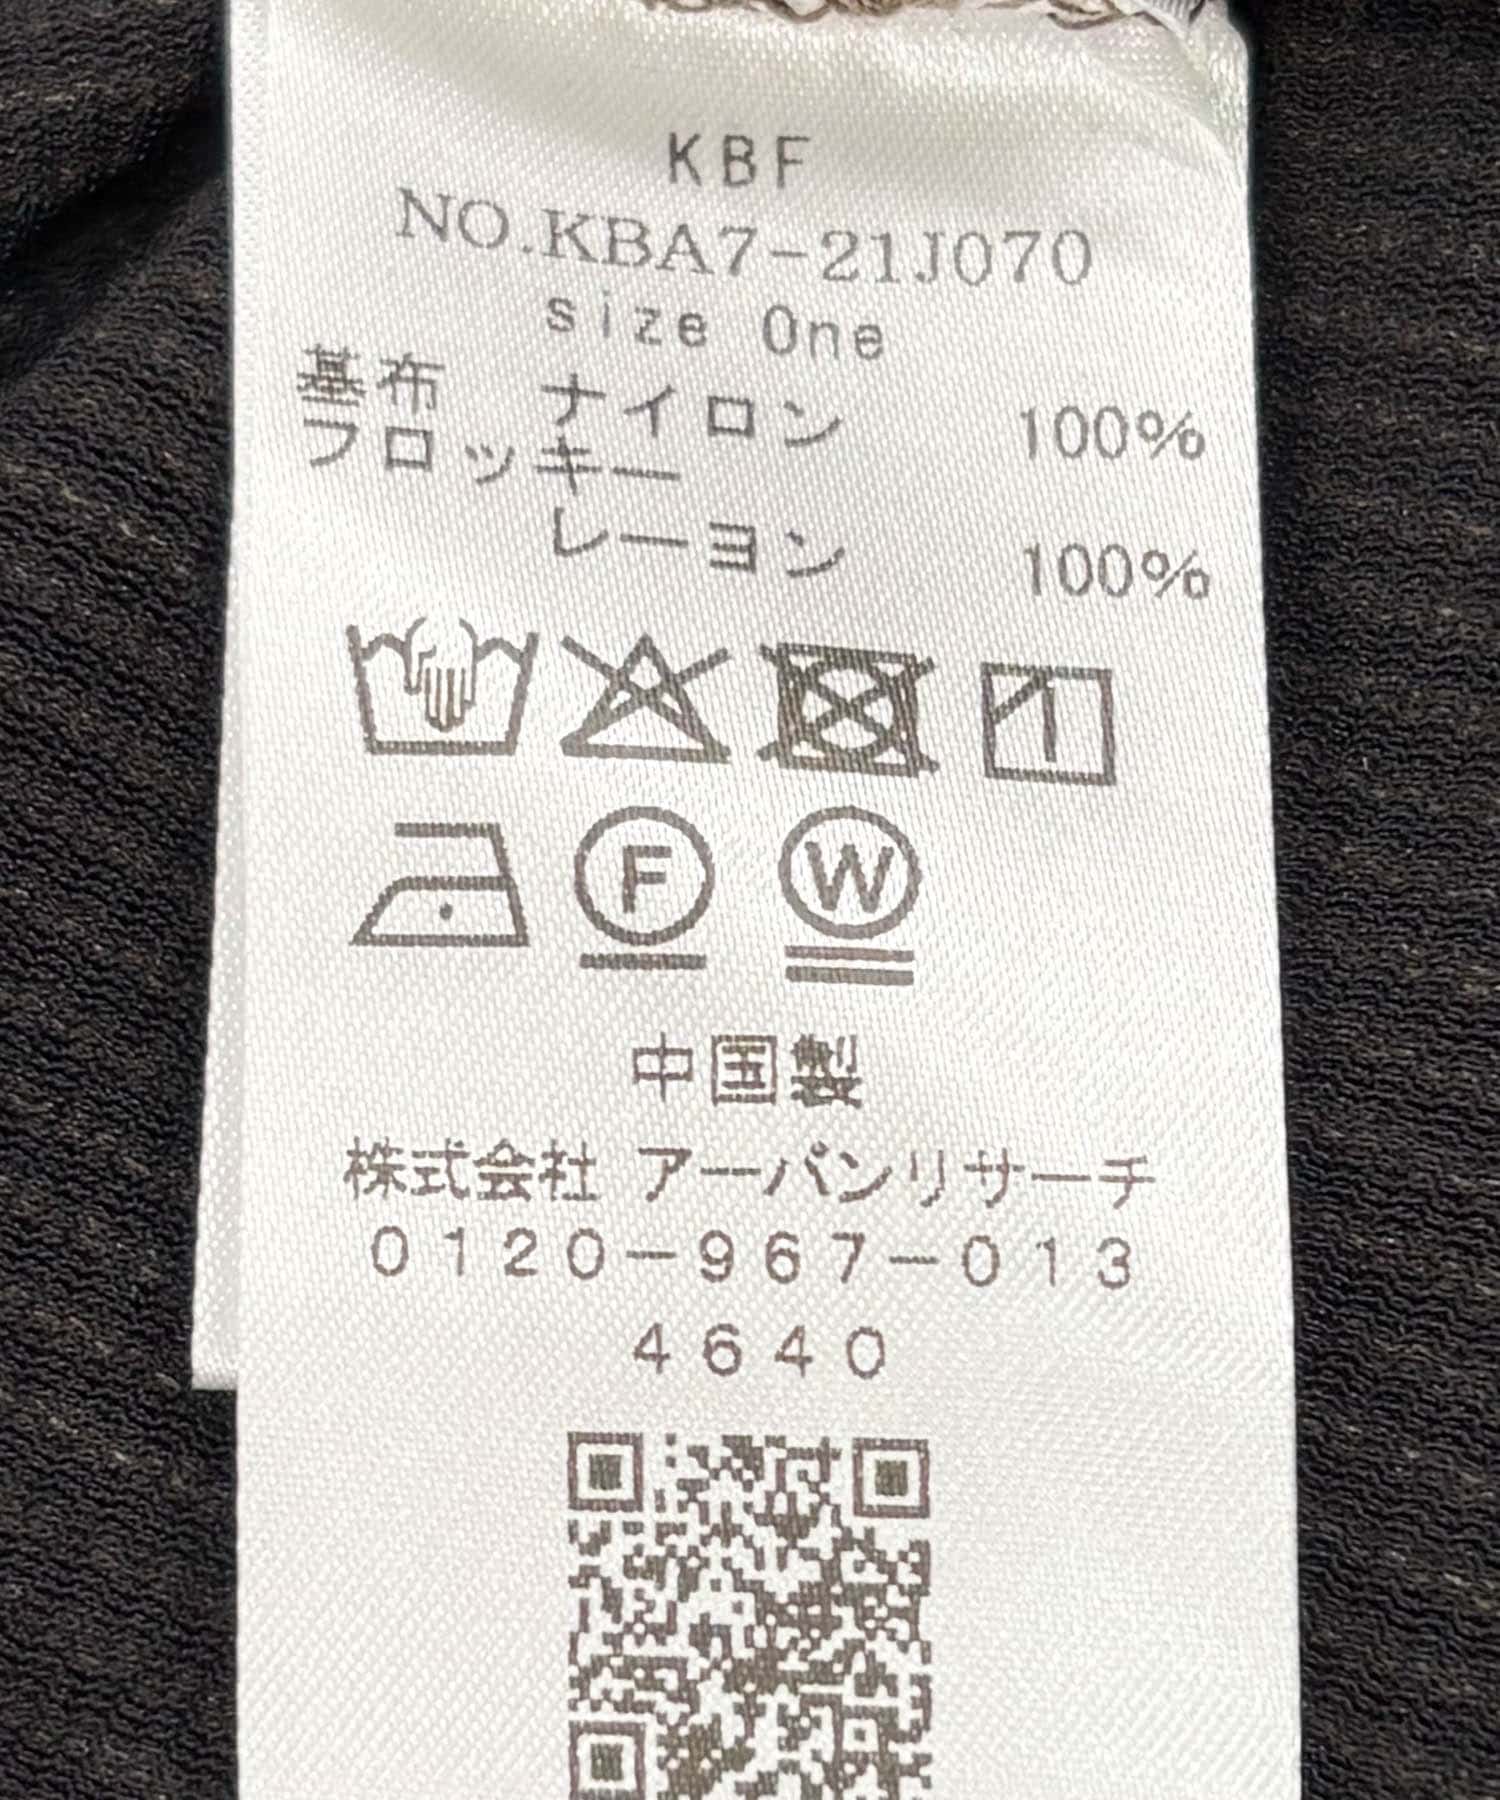 KBF
NO.KBA7-21J070
size One
基布 ナイロン 100%
フロッキー
レーヨン 100%
F W
中国製
株式会社 アーバンリサーチ
0120-967-013
4640